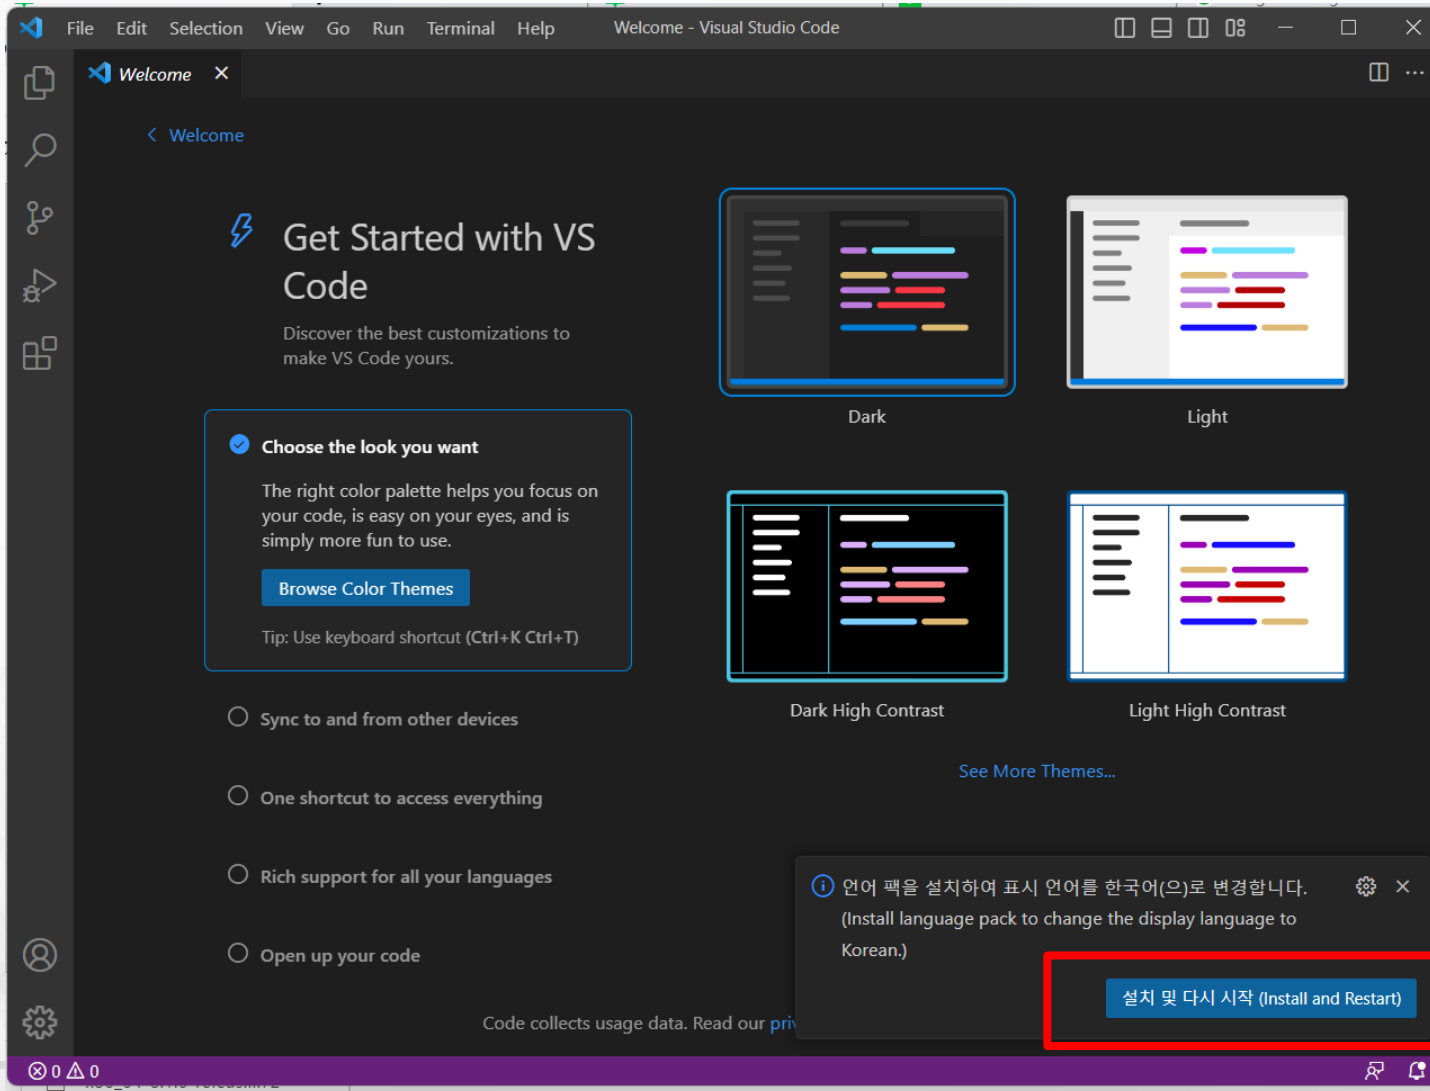 File Edit Selection View Go Run Terminal Help Welcome - Visual Studio Code
Welcome
Welcome
Get Started with VS
Code
Discover the best customizations to
make VS Code yours.
Choose the look you want
The right color palette helps you focus on
your code, is easy on your eyes, and is
simply more fun to use.
Browse Color Themes
Tip: Use keyboard shortcut (Ctrl+K Ctrl+T)
Sync to and from other devices
One shortcut to access everything
Rich support for all your languages
Open up your code
Dark
Light
Dark High Contrast
Light High Contrast
See More Themes...
Code collects usage data. Read our
언어 팩을 설치하여 표시 언어를 한국어(으)로 변경합니다.
(Install language pack to change the display language to
Korean.)
설치 및 다시 시작 (Install and Restart)
0 0